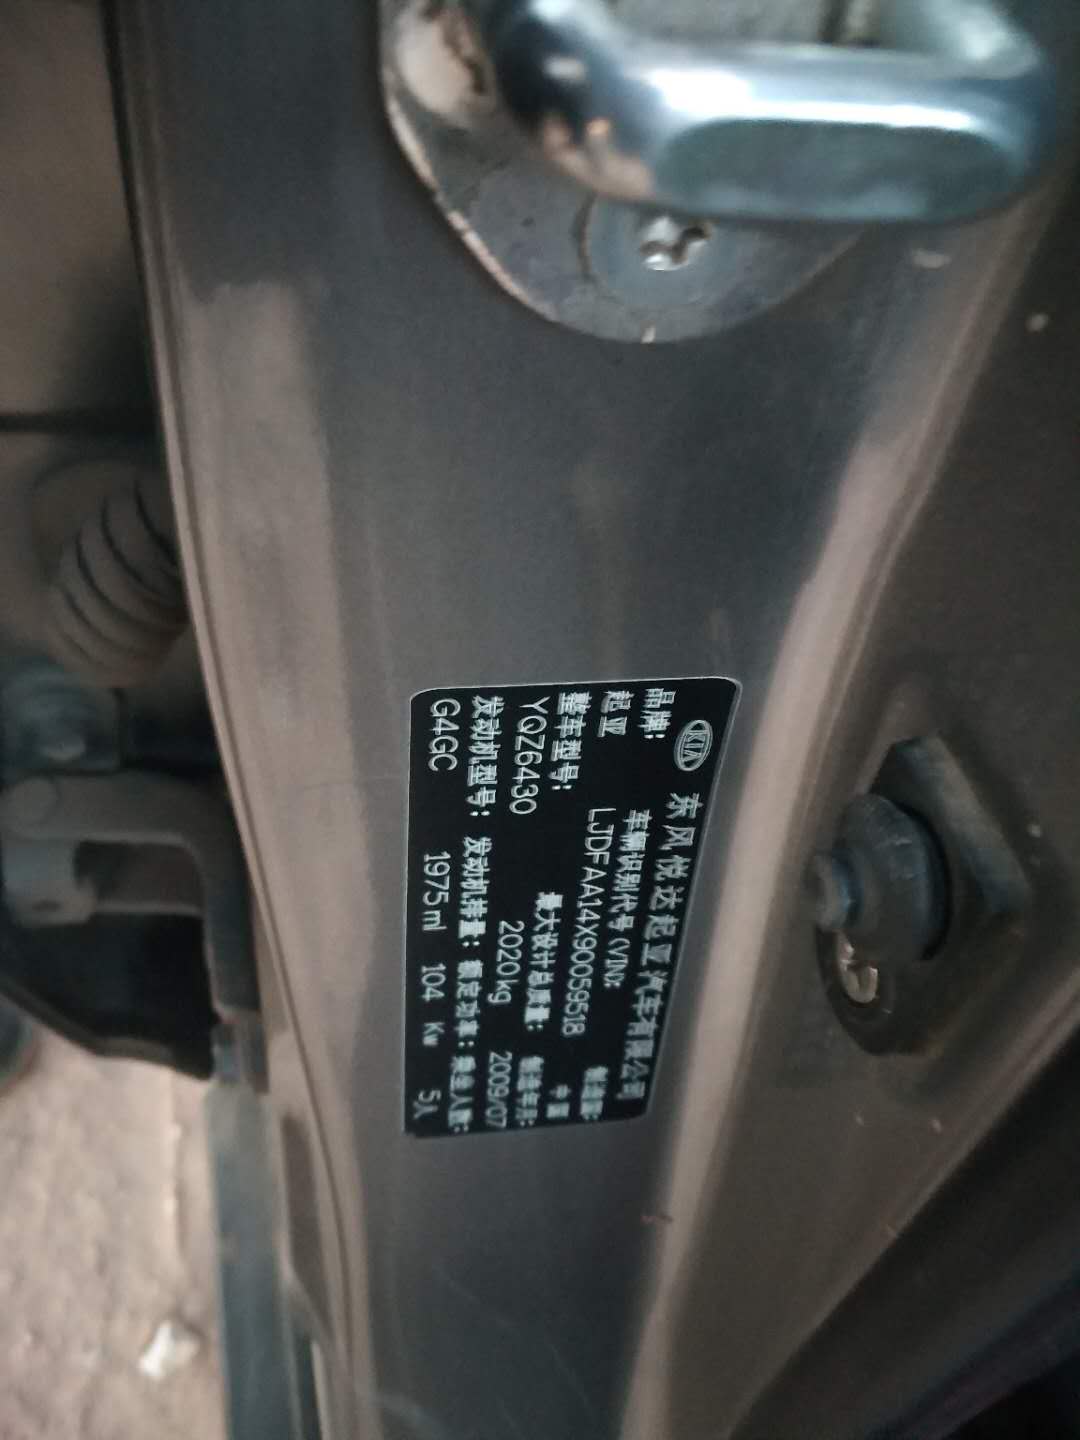 KIA 东风悦达起亚汽车有限公司
品牌: 车辆识别代号(VIN): 制造国:
起亚 LJDFAA14X90059518 中国
整车型号: 最大设计总质量: 制造年月:
YQZ6430 2020kg 2009/07
发动机型号: 发动机排量: 额定功率: 乘坐人数:
G4GC 1975ml 104 Kw 5人